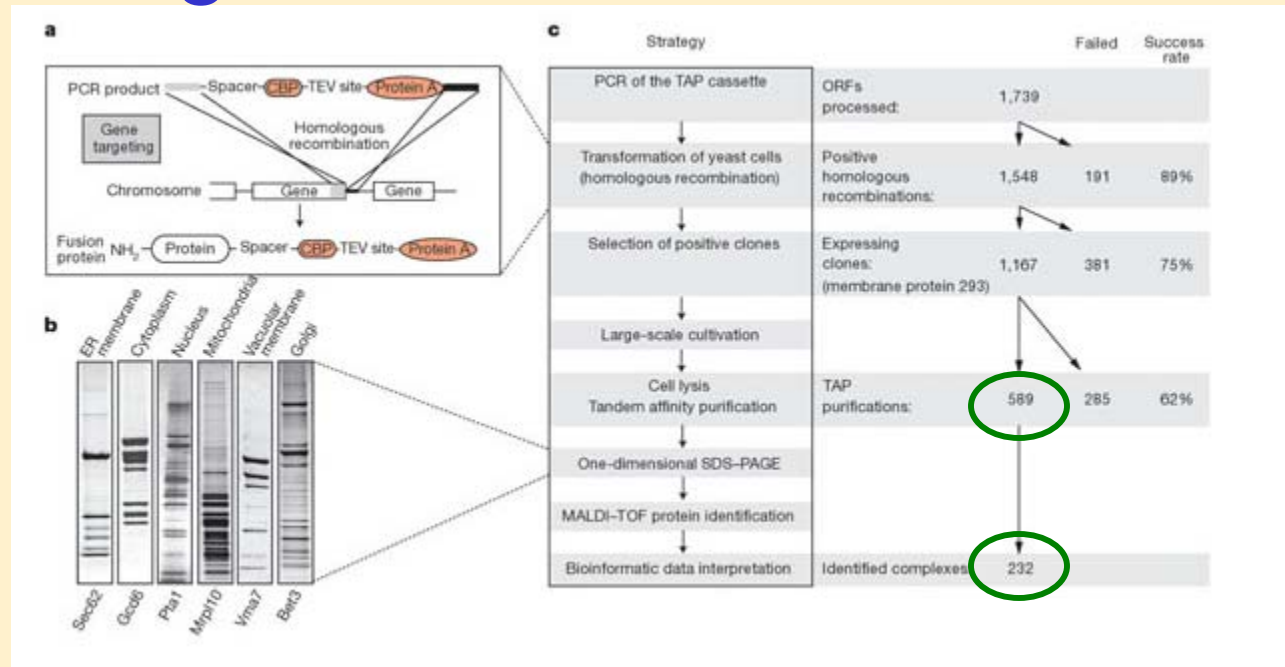 a
PCR product
Spacer
CBP
TEV site
Protein A
Gene targeting
Homologous recombination
Chromosome
Gene
Gene
Fusion protein
NH2
Protein
Spacer
CBP
TEV site
Protein A
b
ER membrane
Cytoplasm
Nucleus
Mitochondria
Vacuolar membrane
Golgi
Sec62
Gcd6
Pta1
Mrpl10
Vma7
Bet3
c
Strategy
Failed
Success rate
PCR of the TAP cassette
ORFs processed:
1,739
Transformation of yeast cells
(homologous recombination)
Positive homologous recombinations:
1,548
191
89%
Selection of positive clones
Expressing clones:
(membrane protein 293)
1,167
381
75%
Large-scale cultivation
Cell lysis
Tandem affinity purification
TAP purifications:
589
285
62%
One-dimensional SDS–PAGE
MALDI–TOF protein identification
Bioinformatic data interpretation
Identified complexes
232